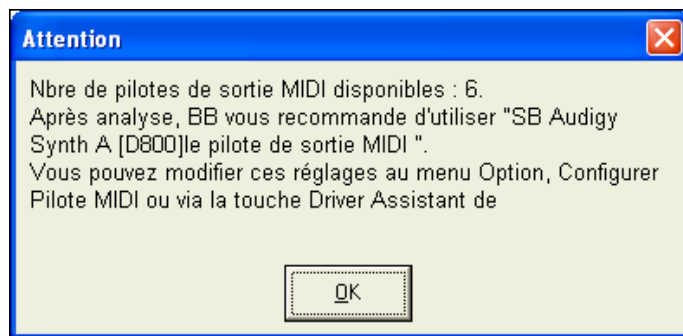 Attention
Nbre de pilotes de sortie MIDI disponibles : 6.
Après analyse, BB vous recommande d'utiliser "SB Audigy
Synth A [D800]le pilote de sortie MIDI ".
Vous pouvez modifier ces réglages au menu Option, Configurer
Pilote MIDI ou via la touche Driver Assistant de
OK